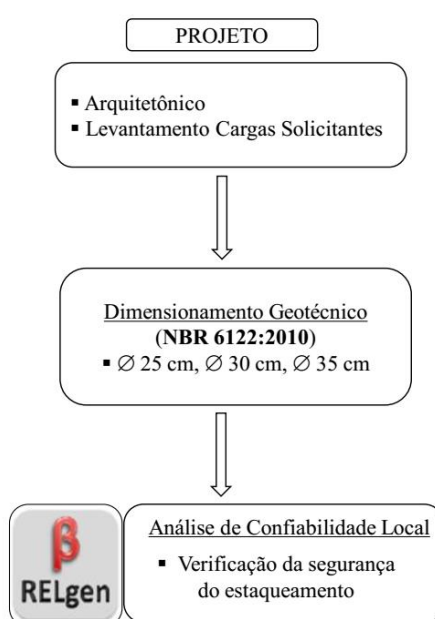 PROJETO
▪ Arquitetônico
▪ Levantamento Cargas Solicitantes
Dimensionamento Geotécnico
(NBR 6122:2010)
▪ ∅ 25 cm, ∅ 30 cm, ∅ 35 cm
β
RELgen
Análise de Confiabilidade Local
▪ Verificação da segurança
do estaqueamento